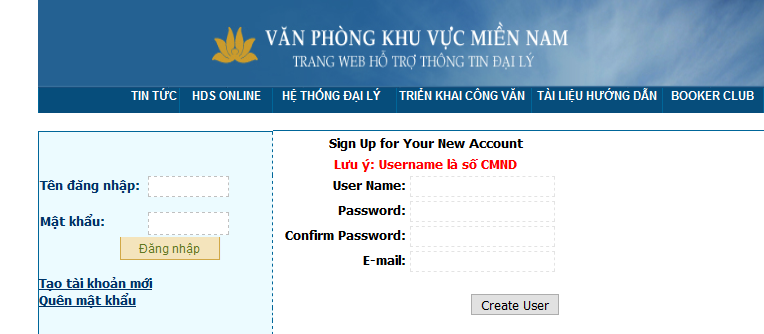 VĂN PHÒNG KHU VỰC MIỀN NAM
TRANG WEB HỖ TRỢ THÔNG TIN ĐẠI LÝ
TIN TỨC HDS ONLINE HỆ THỐNG ĐẠI LÝ TRIỂN KHAI CÔNG VĂN TÀI LIỆU HƯỚNG DẪN BOOKER CLUB
Tên đăng nhập:
Mật khẩu:
Đăng nhập
Tạo tài khoản mới
Quên mật khẩu
Sign Up for Your New Account
Lưu ý: Username là số CMND
User Name:
Password:
Confirm Password:
E-mail:
Create User